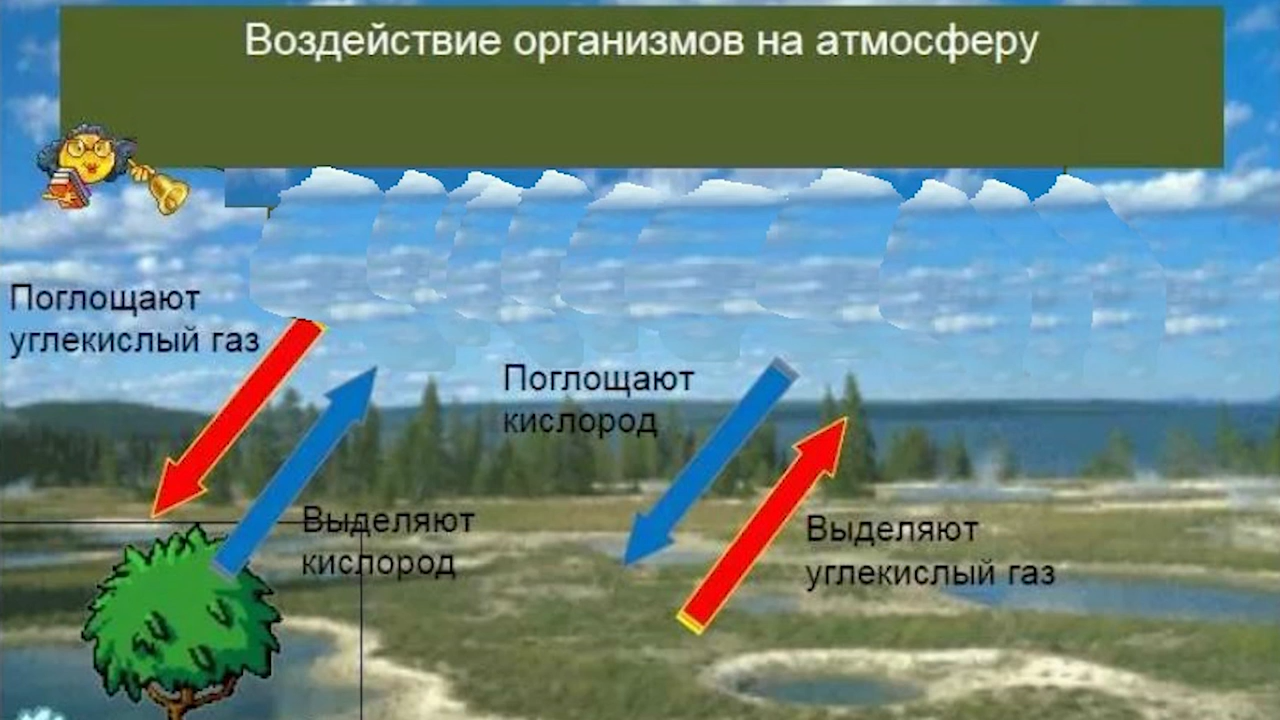 Воздействие организмов на атмосферу
Поглощают
углекислый газ
Поглощают
кислород
Выделяют
кислород
Выделяют
углекислый газ